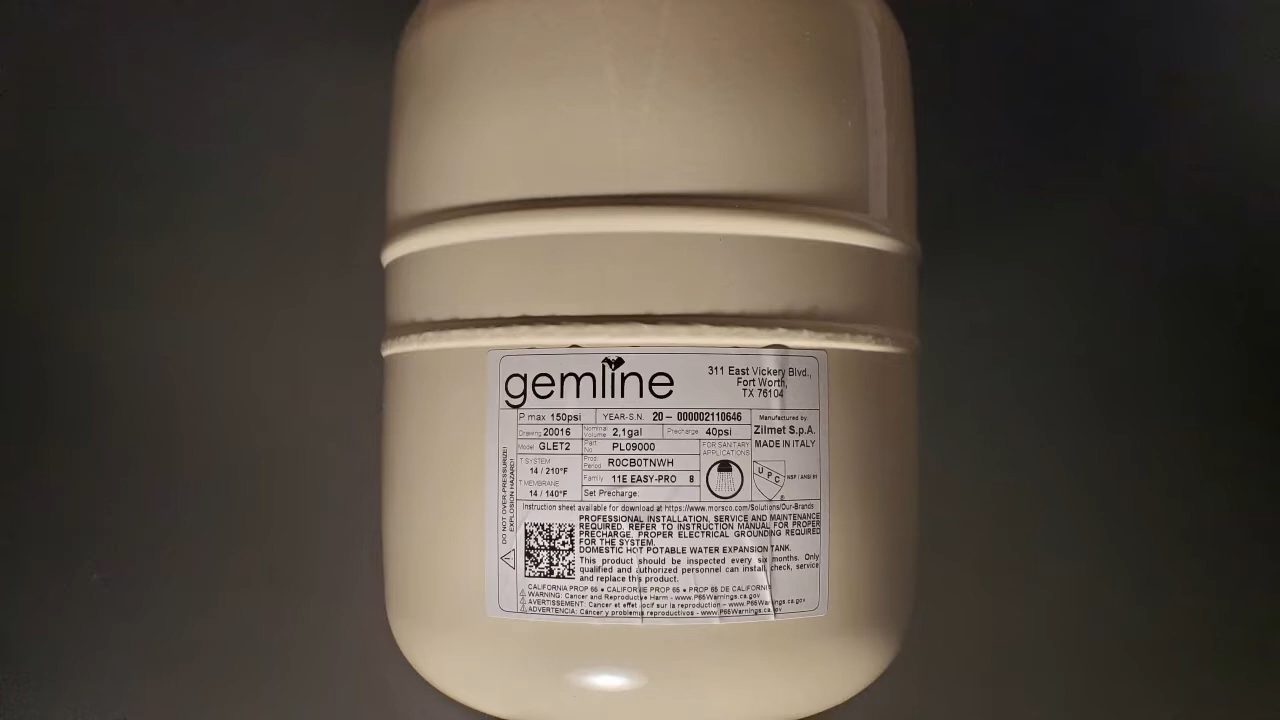 gemline
311 East Vickery Blvd.,
Fort Worth,
TX 76104
P max 150psi YEAR-S.N. 20 - 000002110646
Manufactured by:
Zilmet S.p.A.
MADE IN ITALY
Drawing 20016 Nominal Volume 2,1gal Precharge 40psi
Model GLET2 Part No PL09000
FOR SANITARY
APPLICATIONS
T.SYSTEM
14 / 210°F
Prod. Period R0CB0TNWH
Family 11E EASY-PRO 8
T.MEMBRANE
14 / 140°F
Set Precharge:
UPC
®
NSF / ANSI 61
DO NOT OVER-PRESSURIZE!!
EXPLOSION HAZARD!
Instruction sheet available for download at https://www.morsco.com/Solutions/Our-Brands
PROFESSIONAL INSTALLATION, SERVICE AND MAINTENANCE
REQUIRED. REFER TO INSTRUCTION MANUAL FOR PROPER
PRECHARGE, PROPER ELECTRICAL GROUNDING REQUIRED
FOR THE SYSTEM.
DOMESTIC HOT POTABLE WATER EXPANSION TANK.
This product should be inspected every six months. Only
qualified and authorized personnel can install, check, service
and replace this product.
CALIFORNIA PROP 65 ● CALIFORNIE PROP 65 ● PROP 65 DE CALIFORNIA
WARNING: Cancer and Reproductive Harm - www.P65Warnings.ca.gov
AVERTISSEMENT: Cancer et effet nocif sur la reproduction – www.P65Warnings.ca.gov
ADVERTENCIA: Cancer y problemas reproductivos - www.P65Warnings.ca.gov